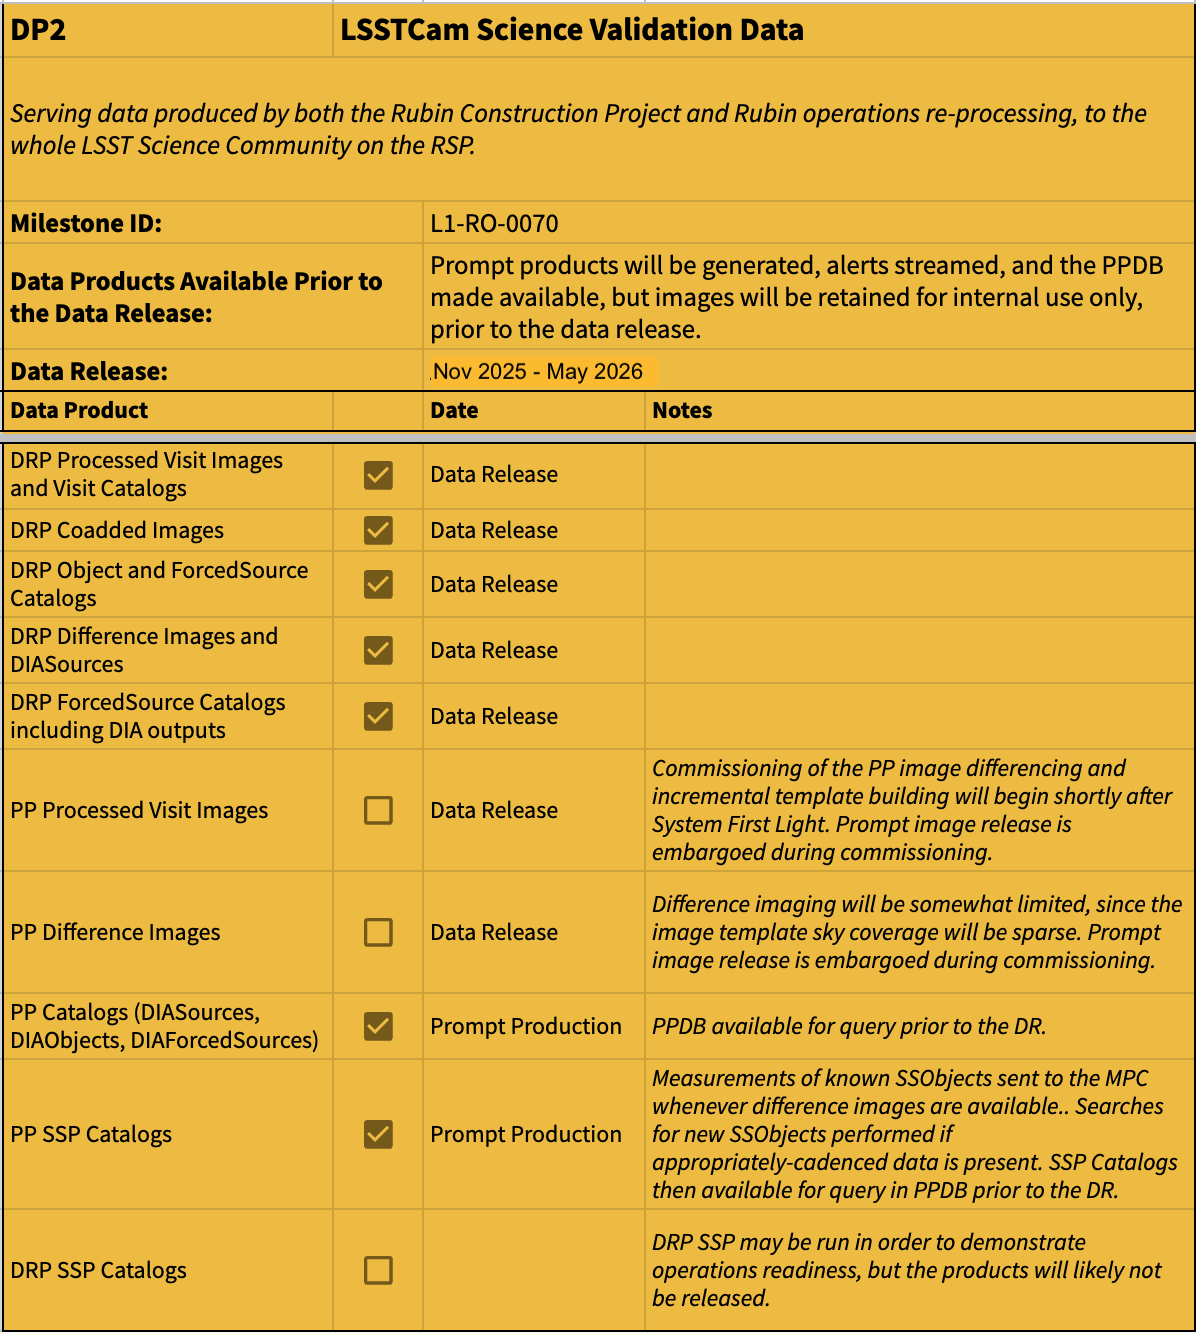 DP2
LSSTCam Science Validation Data
Serving data produced by both the Rubin Construction Project and Rubin operations re-processing, to the
whole LSST Science Community on the RSP.
Milestone ID:
L1-RO-0070
Data Products Available Prior to
the Data Release:
Prompt products will be generated, alerts streamed, and the PPDB
made available, but images will be retained for internal use only,
prior to the data release.
Data Release:
Nov 2025 - May 2026
Data Product
Date
Notes
DRP Processed Visit Images
and Visit Catalogs
Data Release
DRP Coadded Images
Data Release
DRP Object and ForcedSource
Catalogs
Data Release
DRP Difference Images and
DIASources
Data Release
DRP ForcedSource Catalogs
including DIA outputs
Data Release
PP Processed Visit Images
Data Release
Commissioning of the PP image differencing and
incremental template building will begin shortly after
System First Light. Prompt image release is
embargoed during commissioning.
PP Difference Images
Data Release
Difference imaging will be somewhat limited, since the
image template sky coverage will be sparse. Prompt
image release is embargoed during commissioning.
PP Catalogs (DIASources,
DIAObjects, DIAForcedSources)
Prompt Production
PPDB available for query prior to the DR.
PP SSP Catalogs
Prompt Production
Measurements of known SSObjects sent to the MPC
whenever difference images are available.. Searches
for new SSObjects performed if
appropriately-cadenced data is present. SSP Catalogs
then available for query in PPDB prior to the DR.
DRP SSP Catalogs
DRP SSP may be run in order to demonstrate
operations readiness, but the products will likely not
be released.